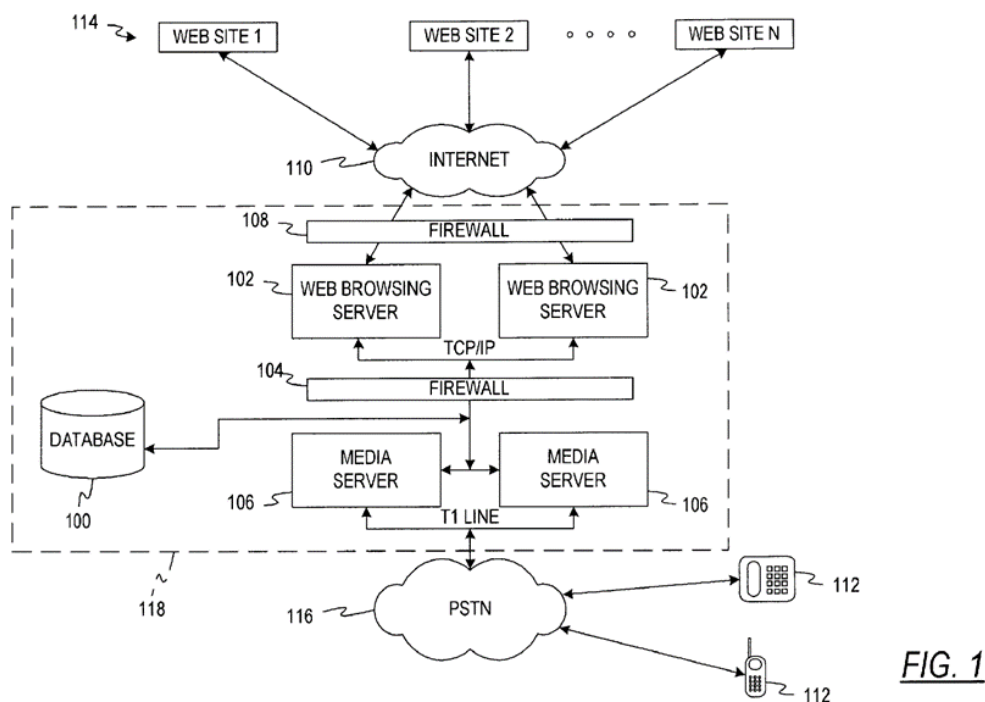 114
WEB SITE 1
WEB SITE 2
WEB SITE N
110
INTERNET
108
FIREWALL
102
WEB BROWSING
SERVER
WEB BROWSING
SERVER
102
TCP/IP
104
FIREWALL
DATABASE
100
MEDIA
SERVER
MEDIA
SERVER
106
T1 LINE
106
118
116
PSTN
112
112
FIG. 1